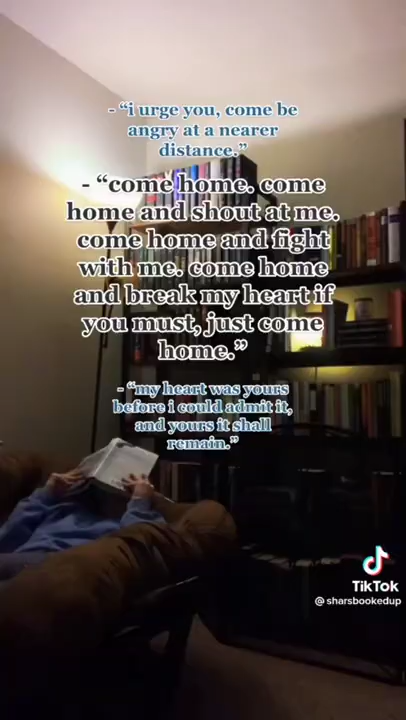 - “i urge you, come be
angry at a nearer
distance.”
- “come home. come
home and shout at me.
come home and fight
with me. come home
and break my heart if
you must, just come
home.”
- “my heart was yours
before i could admit it,
and yours it shall
remain.”
TikTok
@sharsbookedup